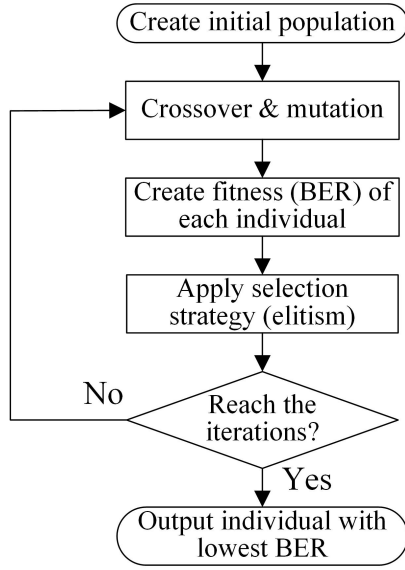 Create initial population
Crossover & mutation
Create fitness (BER) of
each individual
Apply selection
strategy (elitism)
No
Reach the
iterations?
Yes
Output individual with
lowest BER